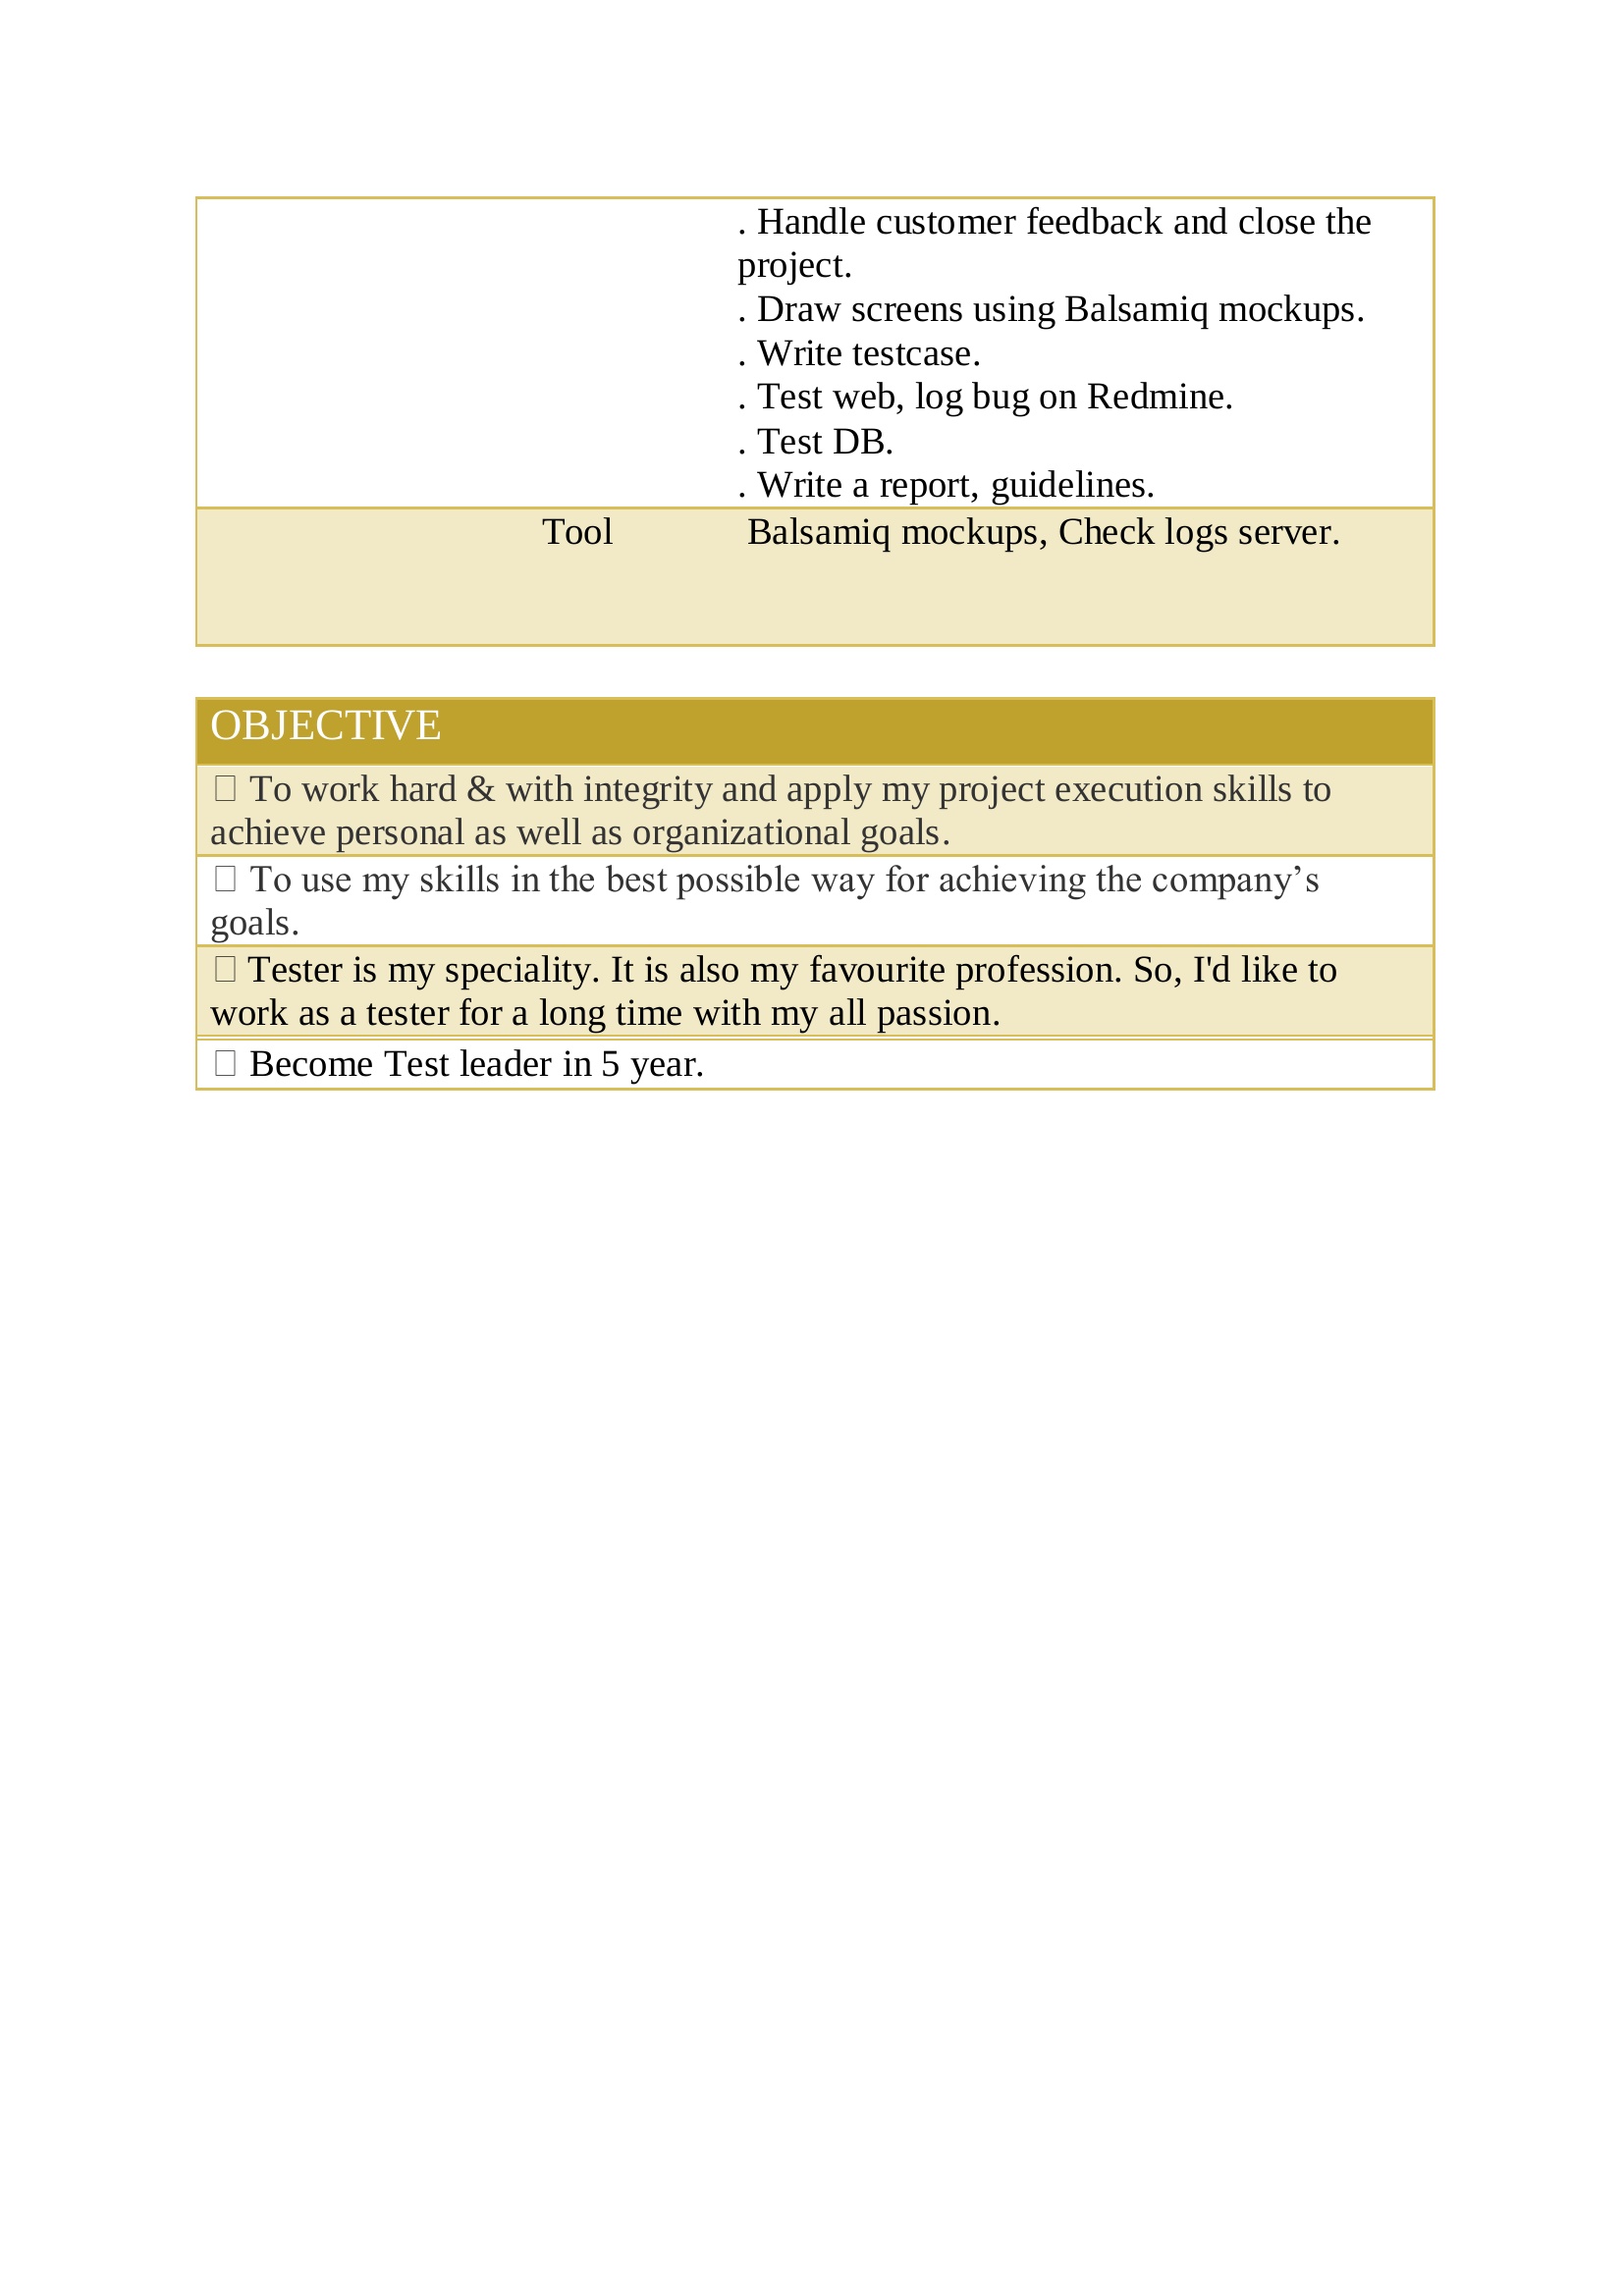 . Handle customer feedback and close the
project.
. Draw screens using Balsamiq mockups.
. Write testcase.
. Test web, log bug on Redmine.
. Test DB.
. Write a report, guidelines.
Tool Balsamiq mockups, Check logs server.
OBJECTIVE
To work hard & with integrity and apply my project execution skills to
achieve personal as well as organizational goals.
To use my skills in the best possible way for achieving the company’s
goals.
Tester is my speciality. It is also my favourite profession. So, I'd like to
work as a tester for a long time with my all passion.
Become Test leader in 5 year.